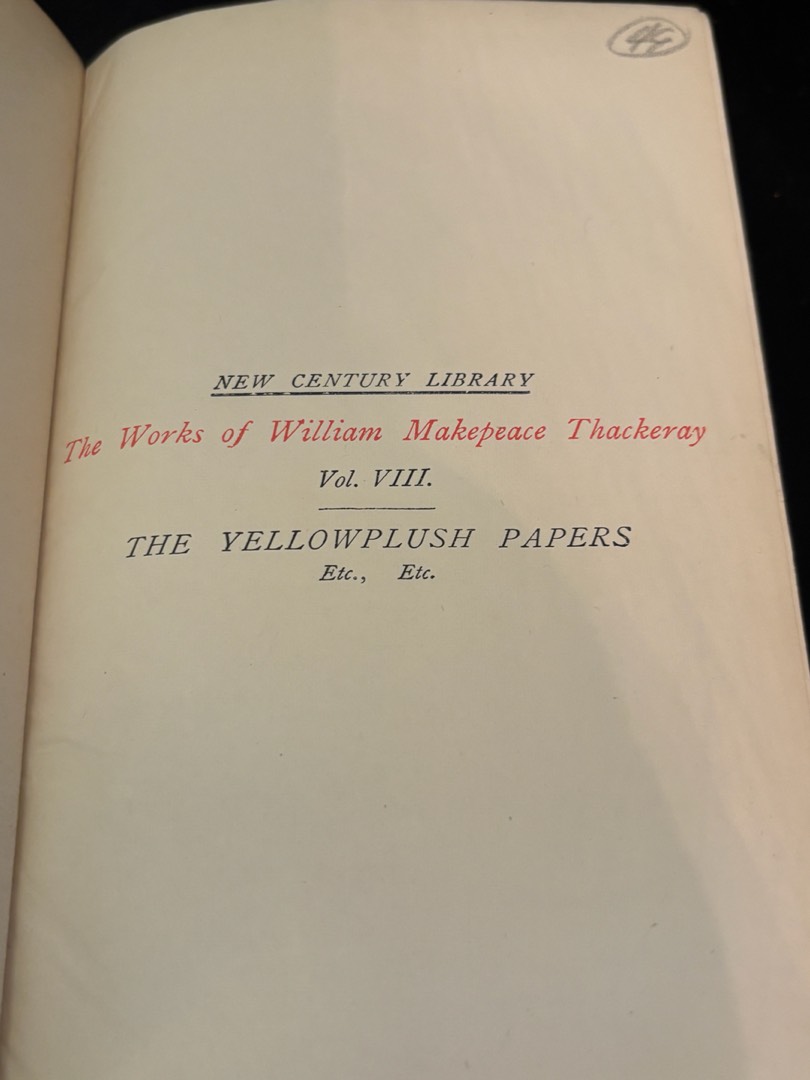 NEW CENTURY LIBRARY
The Works of William Makepeace Thackeray
Vol. VIII.
THE YELLOWPLUSH PAPERS
Etc., Etc.